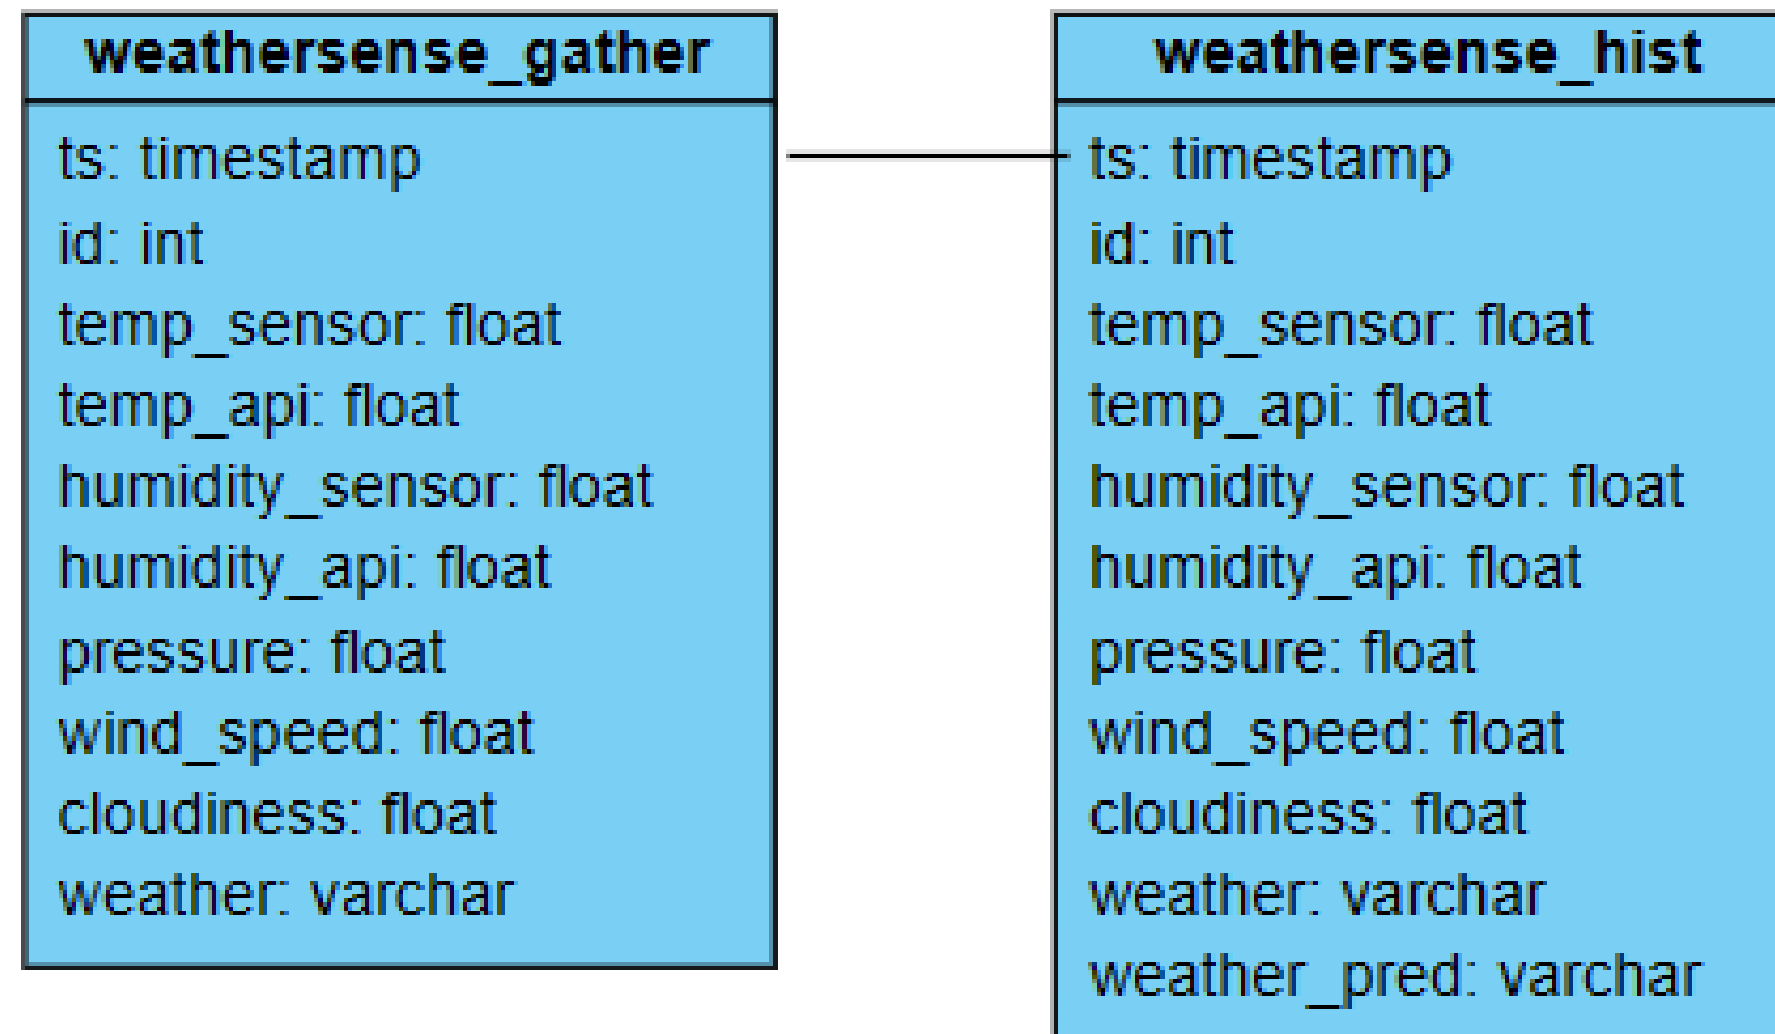 weathersense_gather
ts: timestamp
id: int
temp_sensor: float
temp_api: float
humidity_sensor: float
humidity_api: float
pressure: float
wind_speed: float
cloudiness: float
weather: varchar
weathersense_hist
ts: timestamp
id: int
temp_sensor: float
temp_api: float
humidity_sensor: float
humidity_api: float
pressure: float
wind_speed: float
cloudiness: float
weather: varchar
weather_pred: varchar